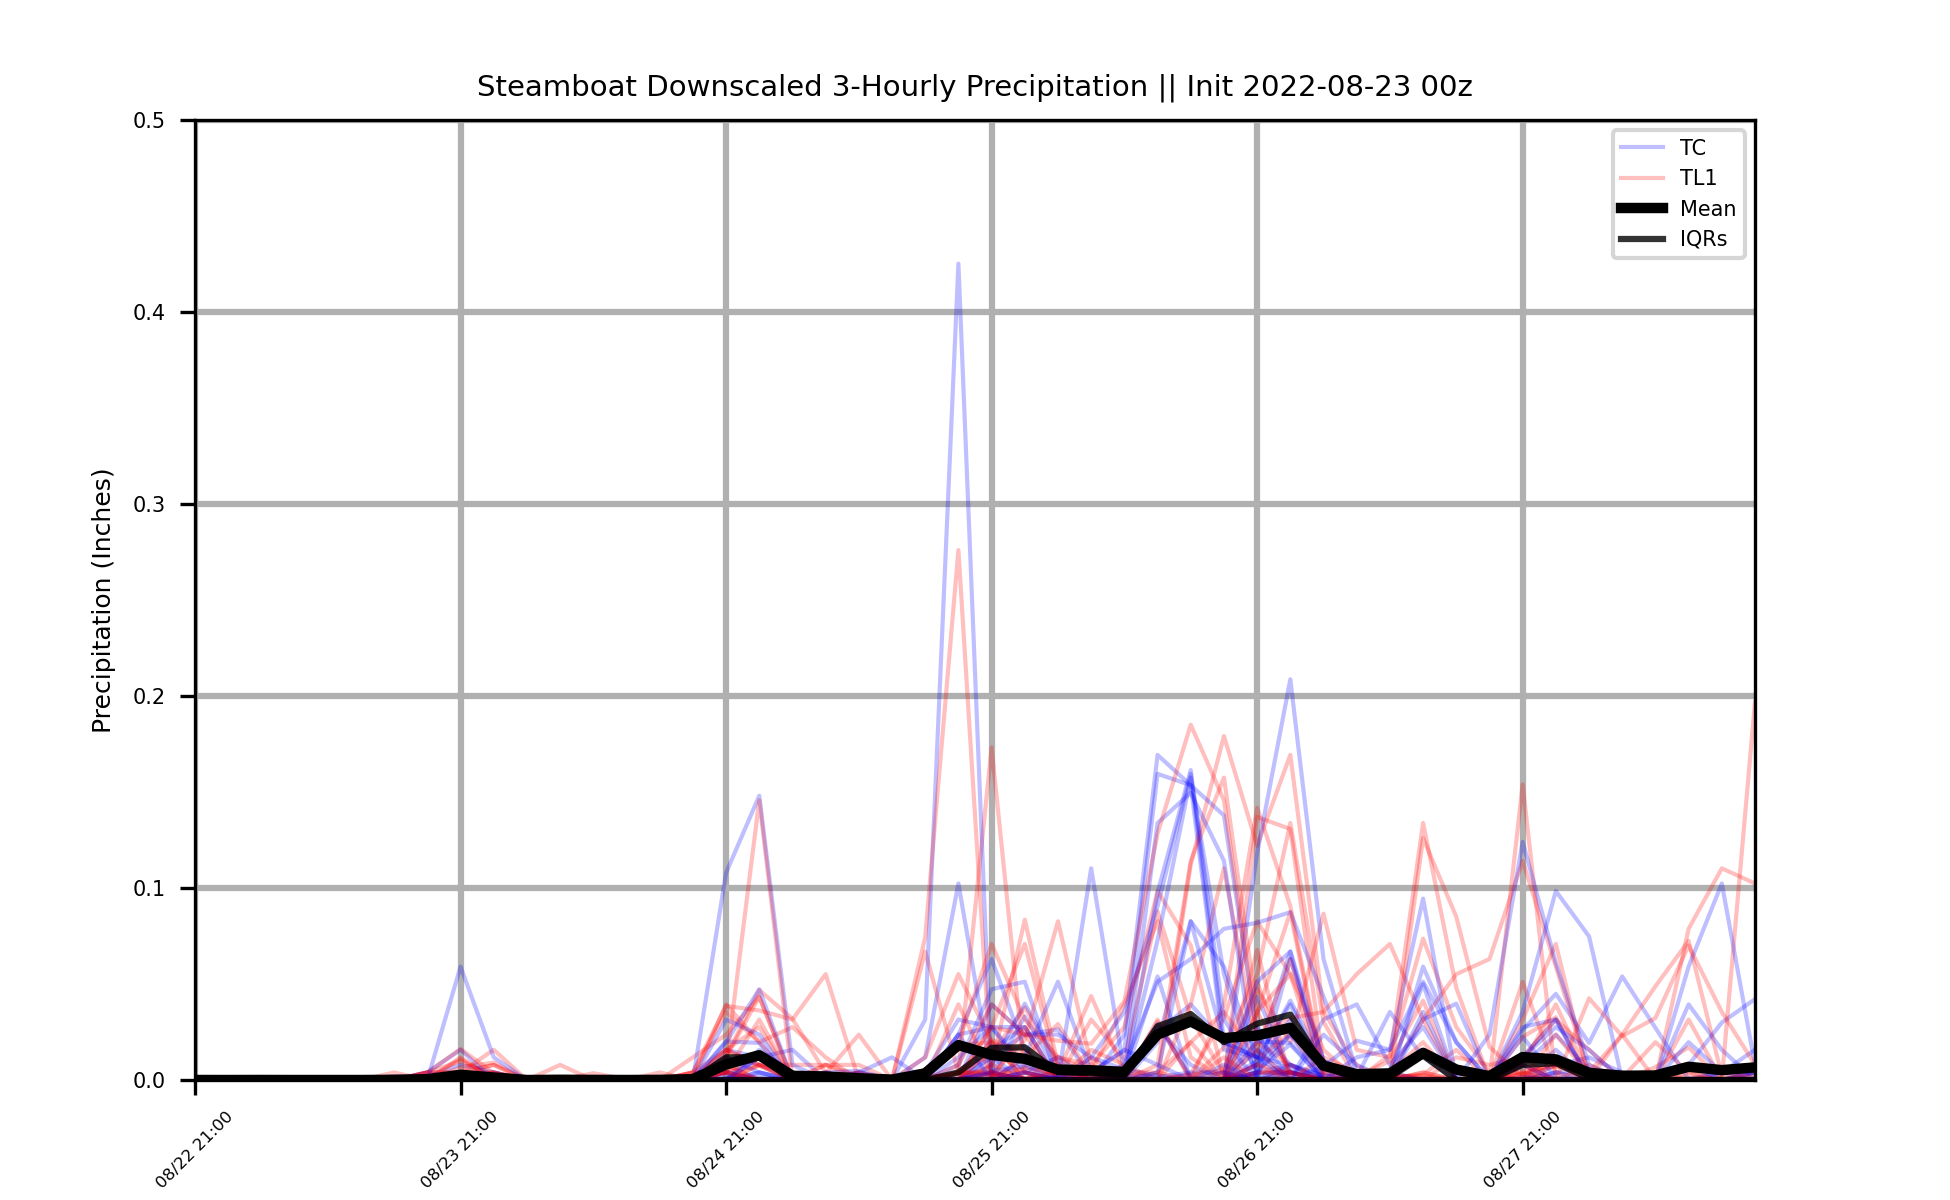 Steamboat Downscaled 3-Hourly Precipitation || Init 2022-08-23 00z
TC
TL1
Mean
IQRs
Precipitation (Inches)
0.5
0.4
0.3
0.2
0.1
0.0
08/22 21:00
08/23 21:00
08/24 21:00
08/25 21:00
08/26 21:00
08/27 21:00